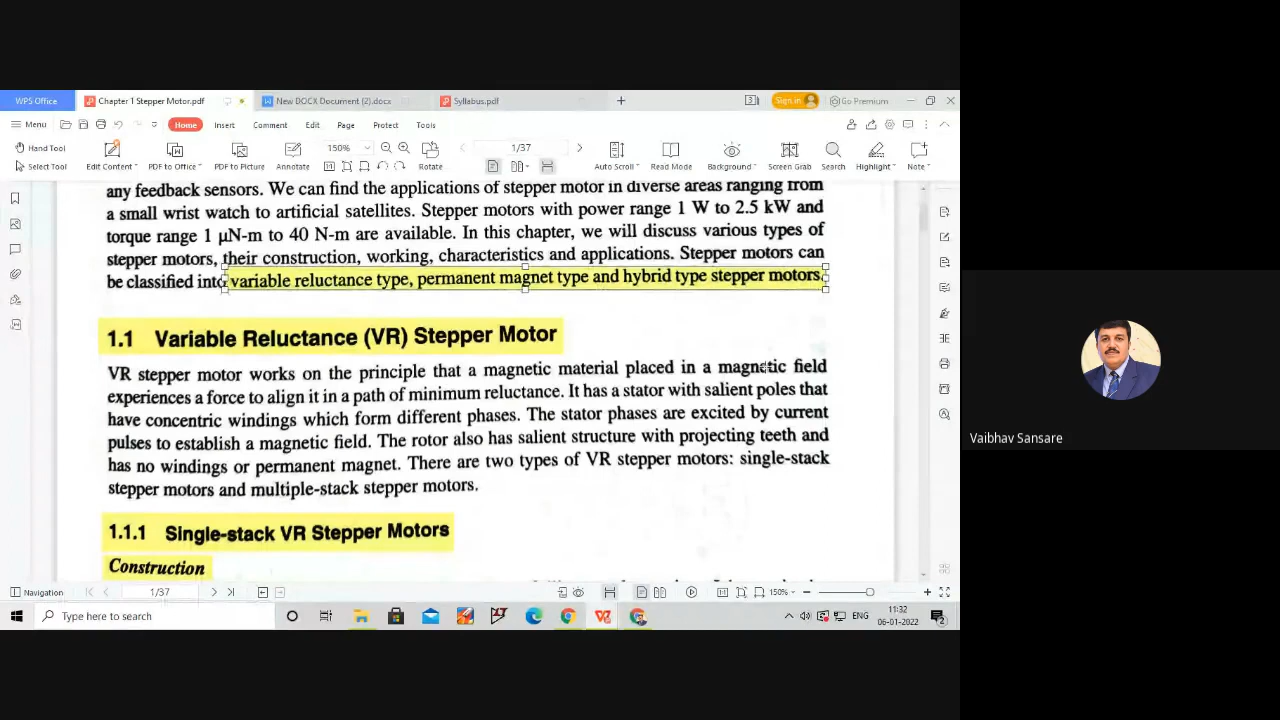 WPS Office
Chapter 1 Stepper Motor.pdf
New DOCX Document (2).docx
Syllabus.pdf
Sign in
Go Premium
Menu
Home
Insert
Comment
Edit
Page
Protect
Tools
Hand Tool
Select Tool
Edit Content
PDF to Office
PDF to Picture
Annotate
150%
Rotate
1/37
Auto Scroll
Read Mode
Background
Screen Grab
Search
Highlight
Note
any feedback sensors. We can find the applications of stepper motor in diverse areas ranging from
a small wrist watch to artificial satellites. Stepper motors with power range 1 W to 2.5 kW and
torque range 1 μN-m to 40 N-m are available. In this chapter, we will discuss various types of
stepper motors, their construction, working, characteristics and applications. Stepper motors can
be classified into variable reluctance type, permanent magnet type and hybrid type stepper motors.
1.1 Variable Reluctance (VR) Stepper Motor
VR stepper motor works on the principle that a magnetic material placed in a magnetic field
experiences a force to align it in a path of minimum reluctance. It has a stator with salient poles that
have concentric windings which form different phases. The stator phases are excited by current
pulses to establish a magnetic field. The rotor also has salient structure with projecting teeth and
has no windings or permanent magnet. There are two types of VR stepper motors: single-stack
stepper motors and multiple-stack stepper motors.
1.1.1 Single-stack VR Stepper Motors
Construction
Navigation
1/37
150%
Type here to search
ENG
11:32
06-01-2022
Vaibhav Sansare